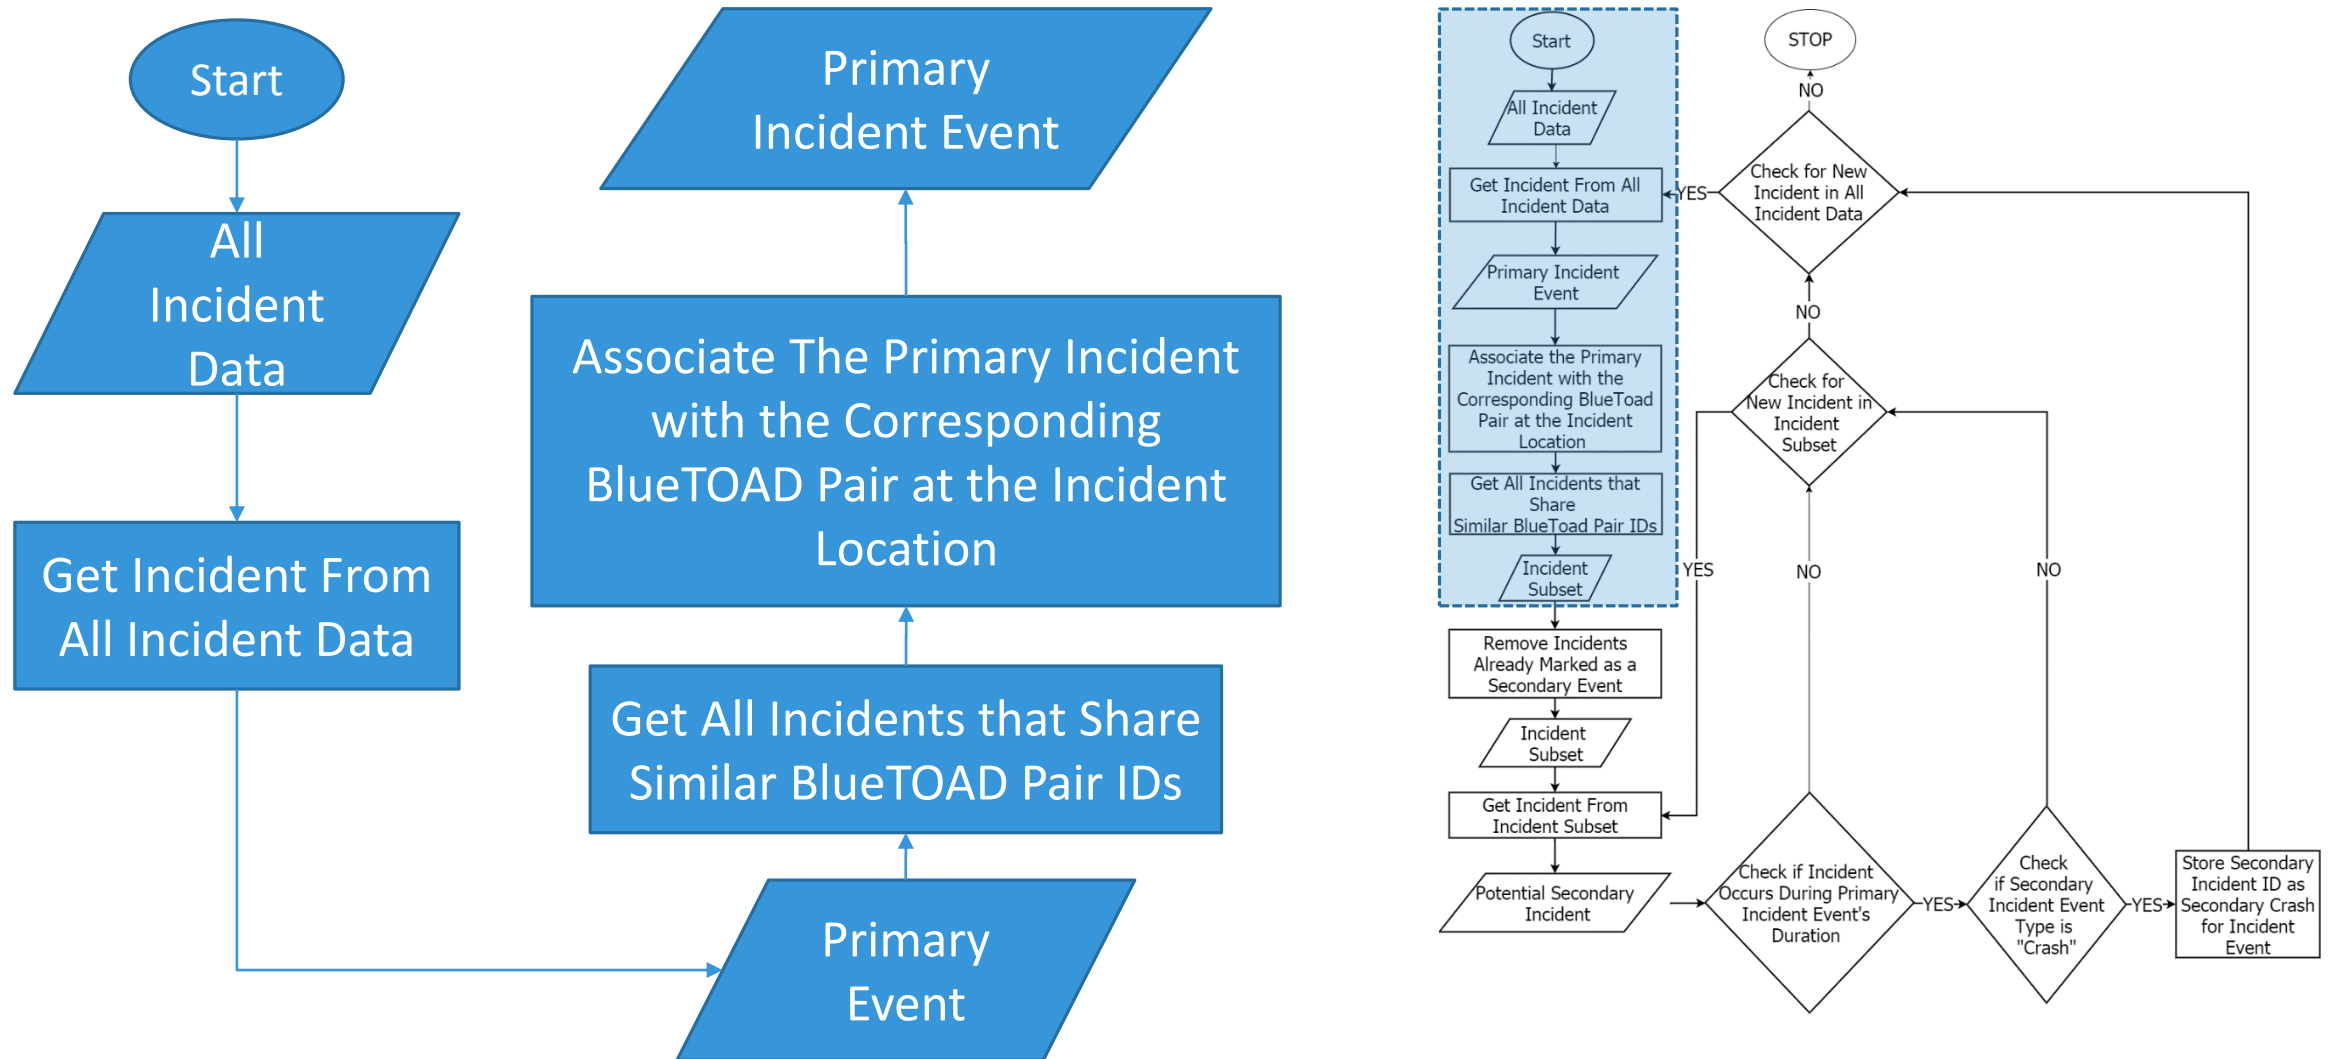 Start
All
Incident
Data
Get Incident From
All Incident Data
Primary
Event
Get All Incidents that Share
Similar BlueTOAD Pair IDs
Associate The Primary Incident
with the Corresponding
BlueTOAD Pair at the Incident
Location
Primary
Incident Event
Start
All Incident
Data
Get Incident From All
Incident Data
Primary Incident
Event
Associate the Primary
Incident with the
Corresponding BlueToad
Pair at the Incident
Location
Get All Incidents that
Share
Similar BlueToad Pair IDs
Incident
Subset
Remove Incidents
Already Marked as a
Secondary Event
Incident
Subset
Get Incident From
Incident Subset
Potential Secondary
Incident
Check if Incident
Occurs During Primary
Incident Event's
Duration
YES
Check
if Secondary
Incident Event
Type is
"Crash"
YES
Store Secondary
Incident ID as
Secondary Crash
for Incident
Event
NO
NO
YES
Check for
New Incident in
Incident
Subset
NO
Check for New
Incident in All
Incident Data
YES
NO
STOP